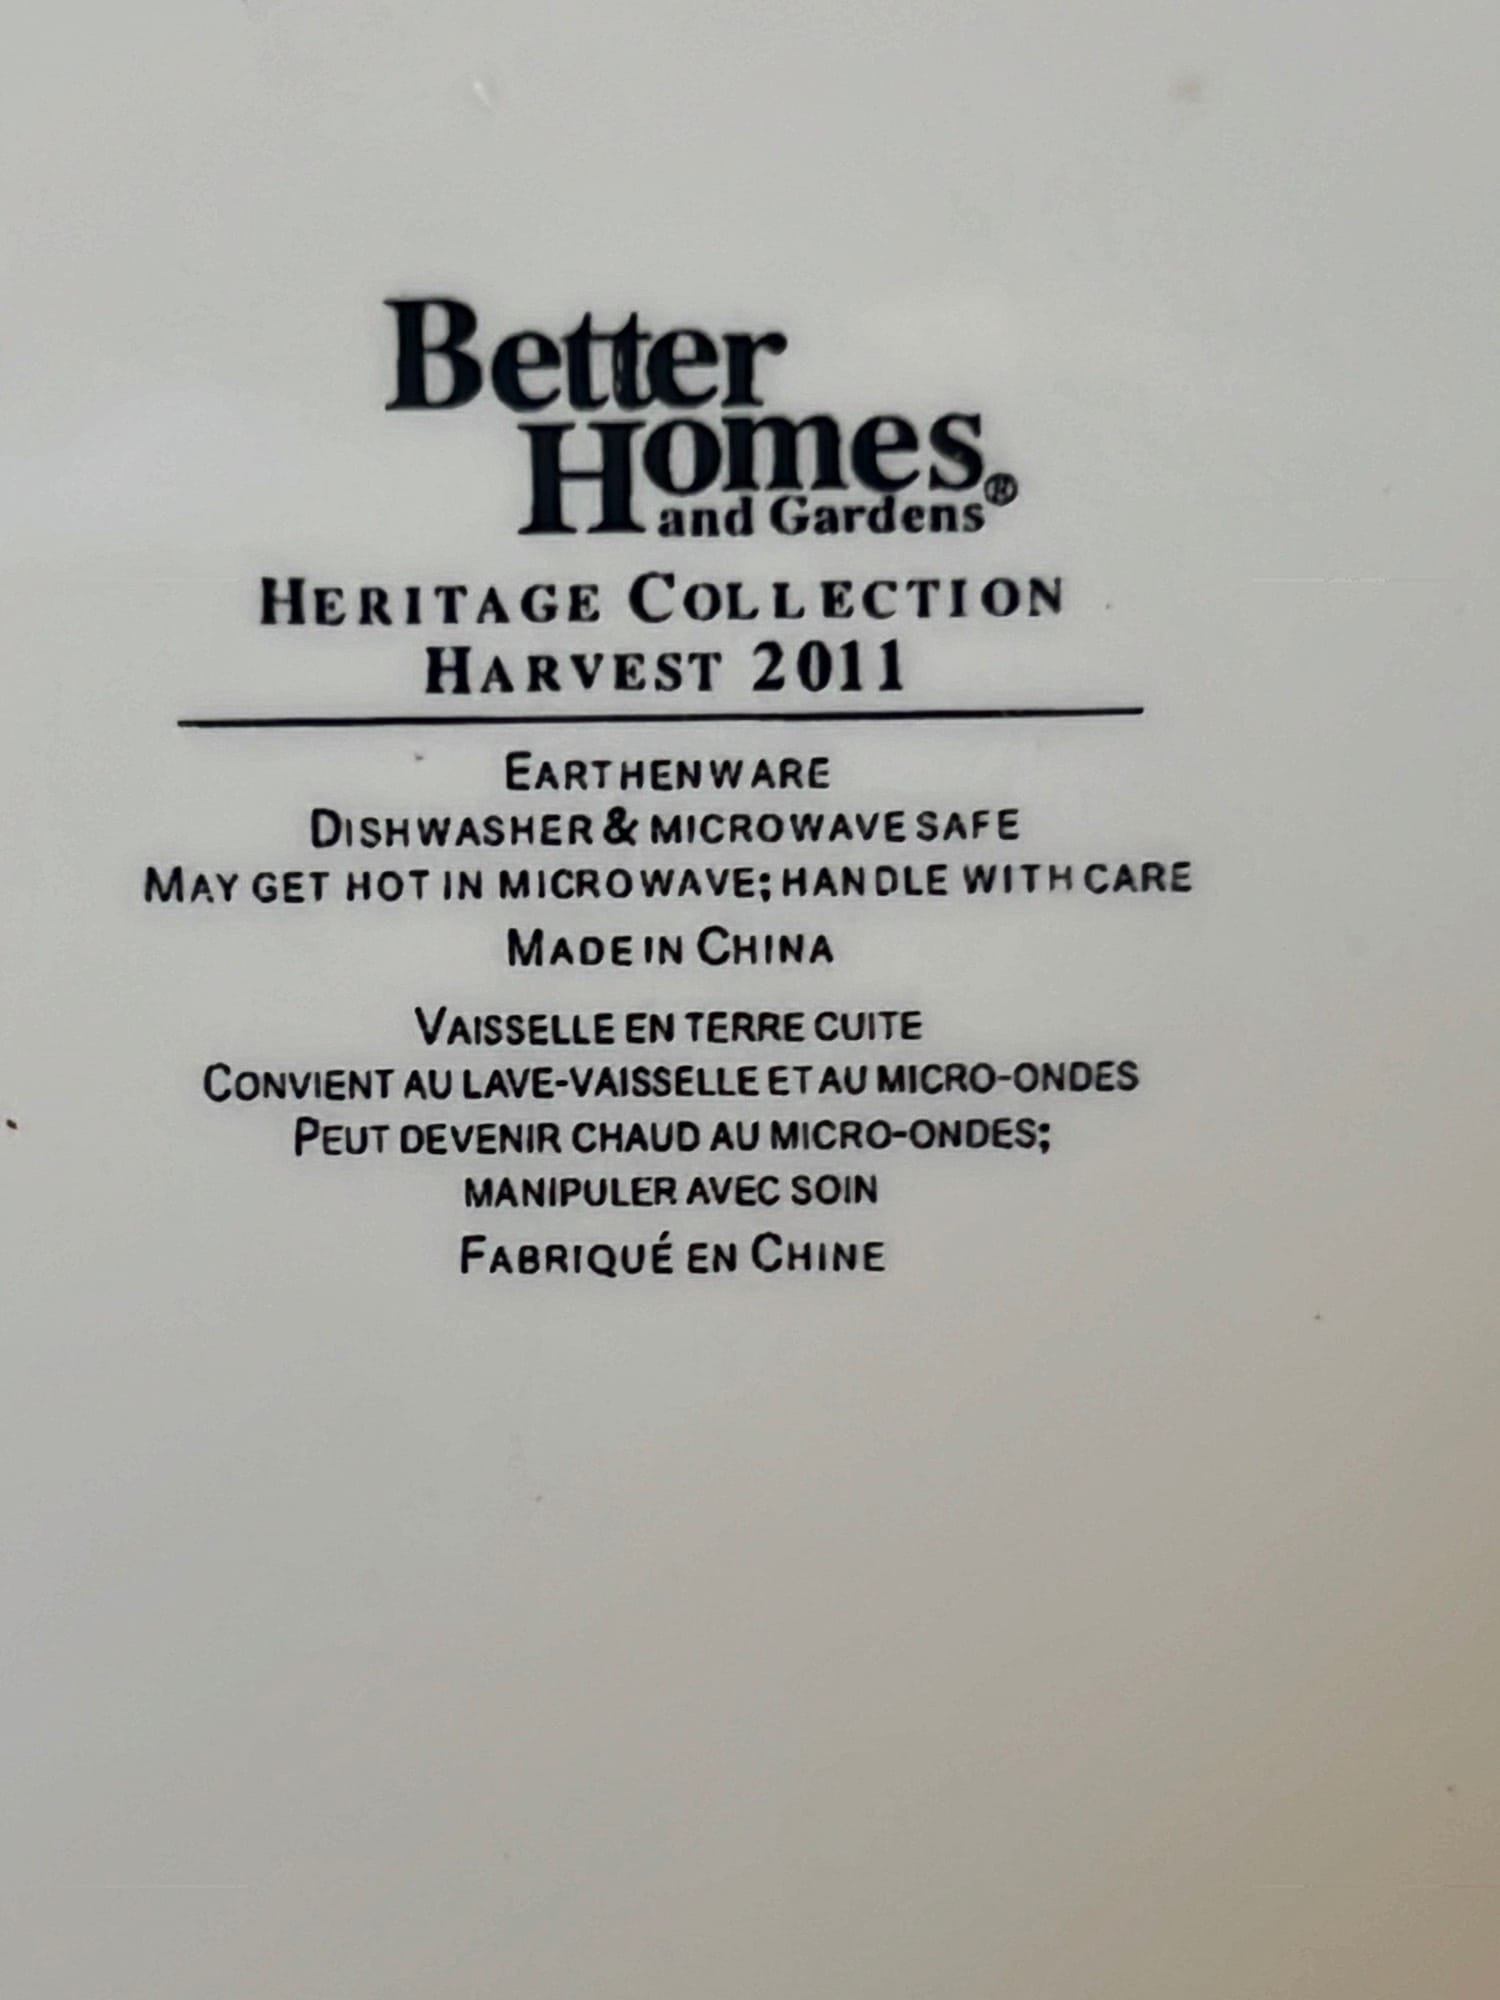 Better
Homes
and Gardens®
HERITAGE COLLECTION
HARVEST 2011
EARTHENWARE
DISHWASHER & MICROWAVE SAFE
MAY GET HOT IN MICROWAVE; HANDLE WITH CARE
MADE IN CHINA
VAISSELLE EN TERRE CUITE
CONVIENT AU LAVE-VAISSELLE ET AU MICRO-ONDES
PEUT DEVENIR CHAUD AU MICRO-ONDES;
MANIPULER AVEC SOIN
FABRIQUÉ EN CHINE